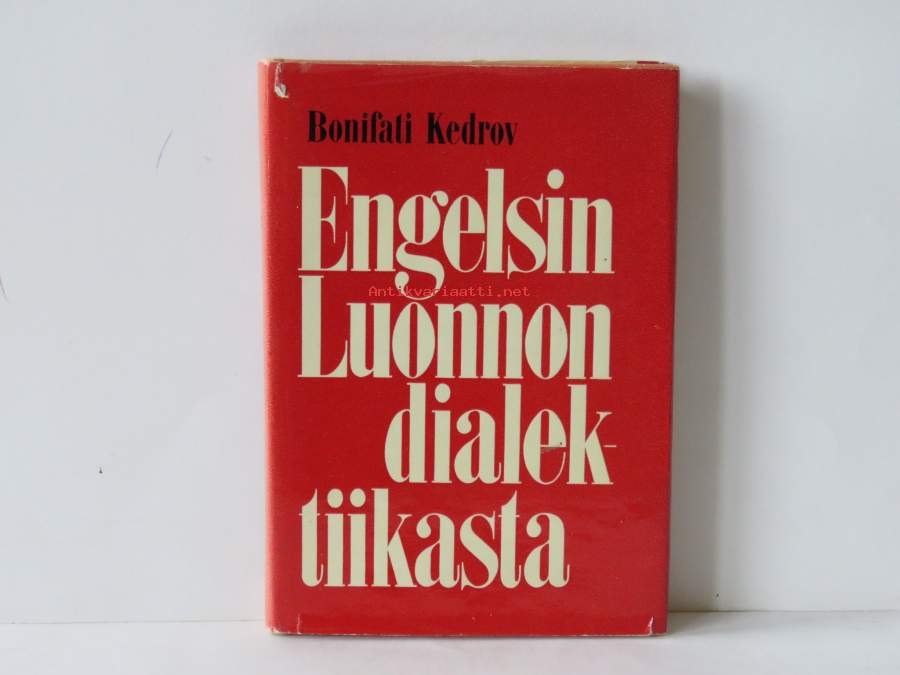 Bonifati Kedrov
Engelsin
Antikvariaatti.net
Luonnon
dialek-
tiikasta